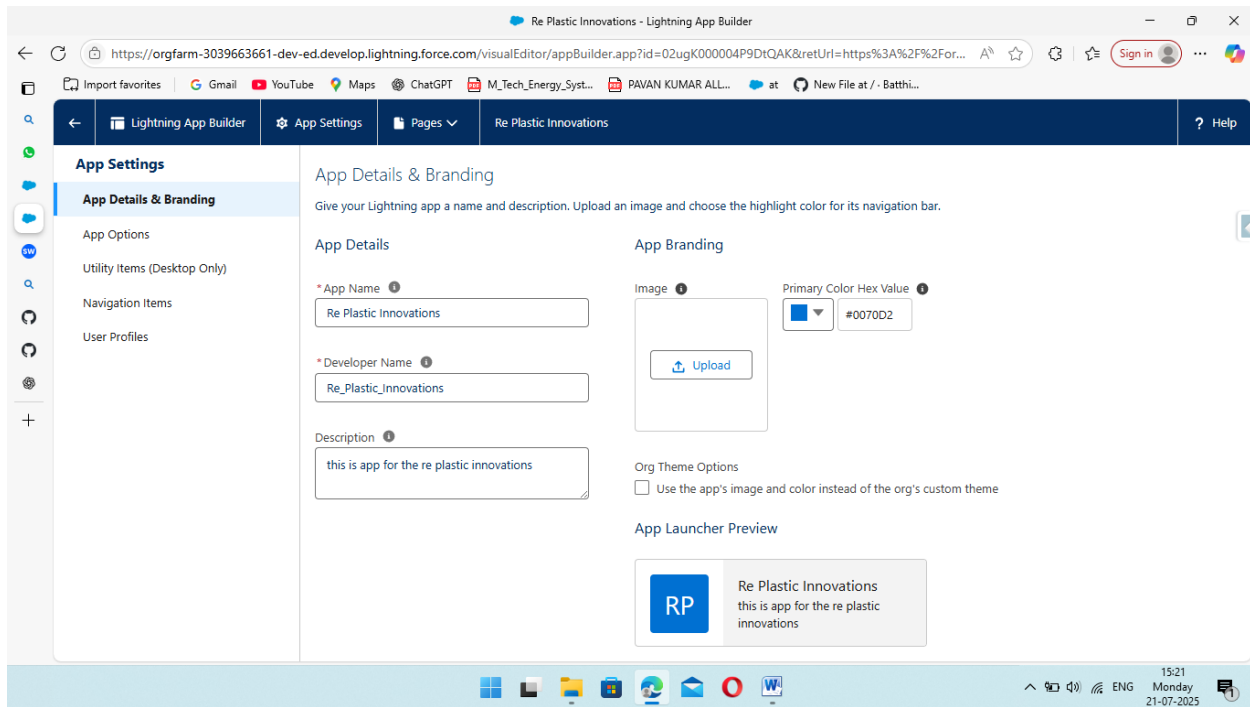 Re Plastic Innovations - Lightning App Builder
https://orgfarm-3039663661-dev-ed.develop.lightning.force.com/visualEditor/appBuilder.app?id=02ugK000004P9DtQAK&retUrl=https%3A%2F%2For...
Sign in
Import favorites
Gmail
YouTube
Maps
ChatGPT
M_Tech_Energy_Syst...
PAVAN KUMAR ALL...
at
New File at / · Batthi...
Lightning App Builder
App Settings
Pages
Re Plastic Innovations
? Help
SW
App Settings
App Details & Branding
App Options
Utility Items (Desktop Only)
Navigation Items
User Profiles
App Details & Branding
Give your Lightning app a name and description. Upload an image and choose the highlight color for its navigation bar.
App Details
* App Name
Re Plastic Innovations
* Developer Name
Re_Plastic_Innovations
Description
this is app for the re plastic innovations
App Branding
Image
Upload
Primary Color Hex Value
#0070D2
Org Theme Options
Use the app's image and color instead of the org's custom theme
App Launcher Preview
RP
Re Plastic Innovations
this is app for the re plastic
innovations
ENG
15:21
Monday
21-07-2025
1